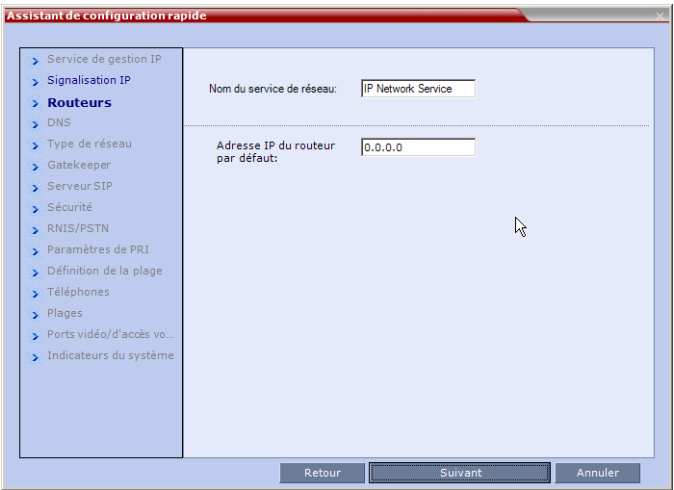 Assistant de configuration rapide
Service de gestion IP
Signalisation IP
Routeurs
DNS
Type de réseau
Gatekeeper
Serveur SIP
Sécurité
RNIS/PSTN
Paramètres de PRI
Définition de la plage
Téléphones
Plages
Ports vidéo/d'accès vo...
Indicateurs du système
Nom du service de réseau: IP Network Service
Adresse IP du routeur
par défaut: 0.0.0.0
Retour Suivant Annuler